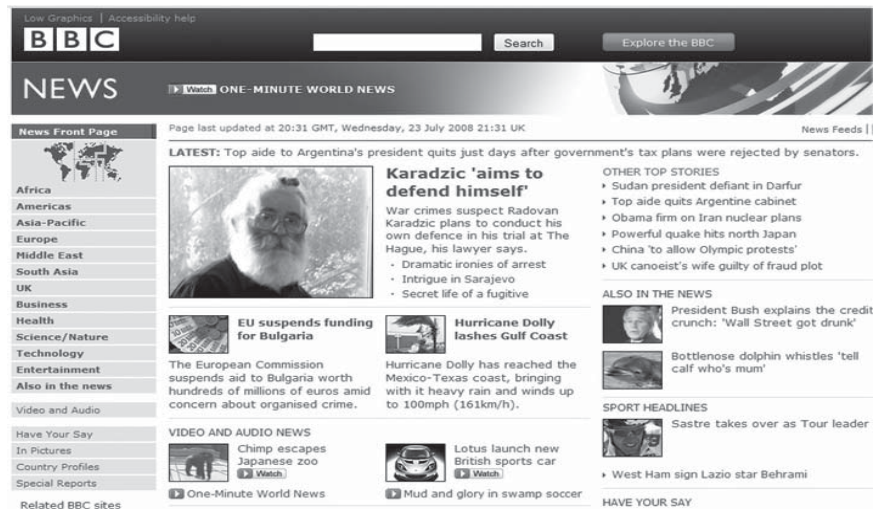 Low Graphics | Accessibility help
BBC
Search
Explore the BBC
NEWS
Watch ONE-MINUTE WORLD NEWS
News Front Page
Africa
Americas
Asia-Pacific
Europe
Middle East
South Asia
UK
Business
Health
Science/Nature
Technology
Entertainment
Also in the news
Video and Audio
Have Your Say
In Pictures
Country Profiles
Special Reports
Related BBC sites
Page last updated at 20:31 GMT, Wednesday, 23 July 2008 21:31 UK
News Feeds
LATEST: Top aide to Argentina's president quits just days after government's tax plans were rejected by senators.
Karadzic 'aims to
defend himself'
War crimes suspect Radovan
Karadzic plans to conduct his
own defence in his trial at The
Hague, his lawyer says.
Dramatic ironies of arrest
Intrigue in Sarajevo
Secret life of a fugitive
EU suspends funding
for Bulgaria
The European Commission
suspends aid to Bulgaria worth
hundreds of millions of euros amid
concern about organised crime.
Hurricane Dolly
lashes Gulf Coast
Hurricane Dolly has reached the
Mexico-Texas coast, bringing
with it heavy rain and winds up
to 100mph (161km/h).
VIDEO AND AUDIO NEWS
Chimp escapes
Japanese zoo
Watch
Lotus launch new
British sports car
Watch
One-Minute World News
Mud and glory in swamp soccer
OTHER TOP STORIES
Sudan president defiant in Darfur
Top aide quits Argentine cabinet
Obama firm on Iran nuclear plans
Powerful quake hits north Japan
China 'to allow Olympic protests'
UK canoeist's wife guilty of fraud plot
ALSO IN THE NEWS
President Bush explains the credit
crunch: 'Wall Street got drunk'
Bottlenose dolphin whistles 'tell
calf who's mum'
SPORT HEADLINES
Sastre takes over as Tour leader
West Ham sign Lazio star Behrami
HAVE YOUR SAY